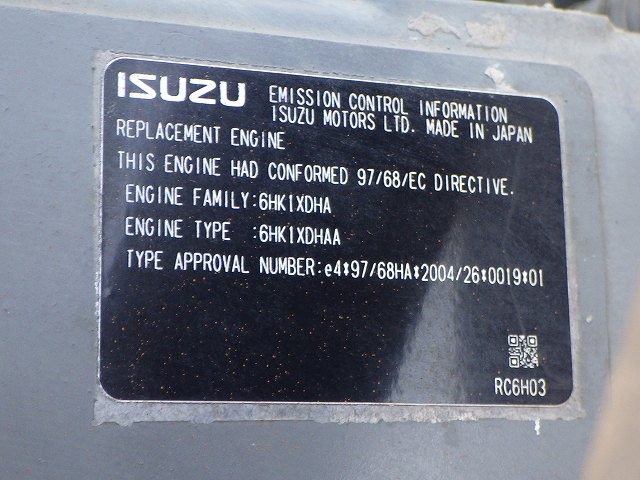 ISUZU EMISSION CONTROL INFORMATION
ISUZU MOTORS LTD. MADE IN JAPAN
REPLACEMENT ENGINE
THIS ENGINE HAD CONFORMED 97/68/EC DIRECTIVE.
ENGINE FAMILY:6HK1XDHA
ENGINE TYPE :6HK1XDHAA
TYPE APPROVAL NUMBER:e4*97/68HA*2004/26*0019*01
RC6H03